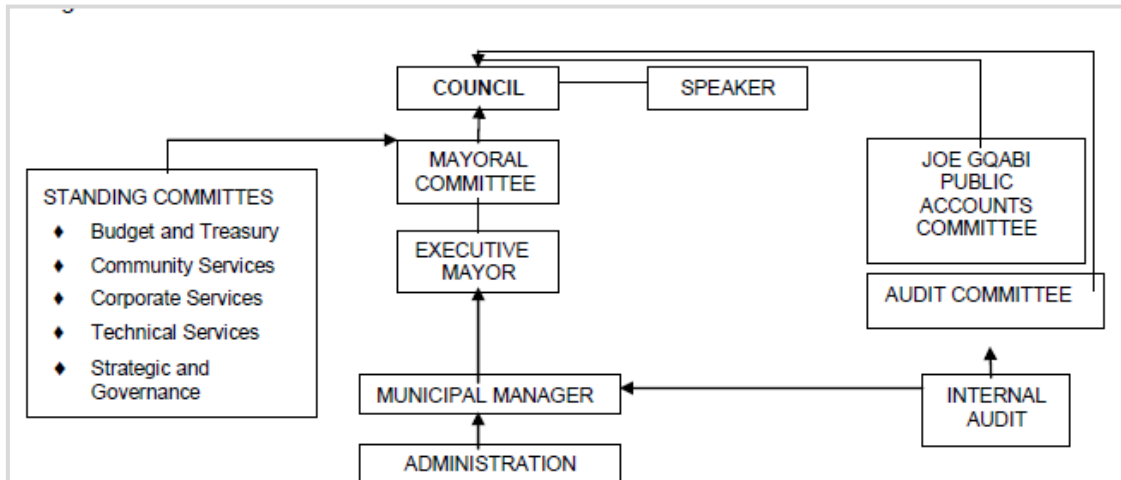 COUNCIL
SPEAKER
MAYORAL
COMMITTEE
JOE GQABI
PUBLIC
ACCOUNTS
COMMITTEE
STANDING COMMITTES
♦ Budget and Treasury
♦ Community Services
♦ Corporate Services
♦ Technical Services
♦ Strategic and
Governance
EXECUTIVE
MAYOR
AUDIT COMMITTEE
MUNICIPAL MANAGER
INTERNAL
AUDIT
ADMINISTRATION